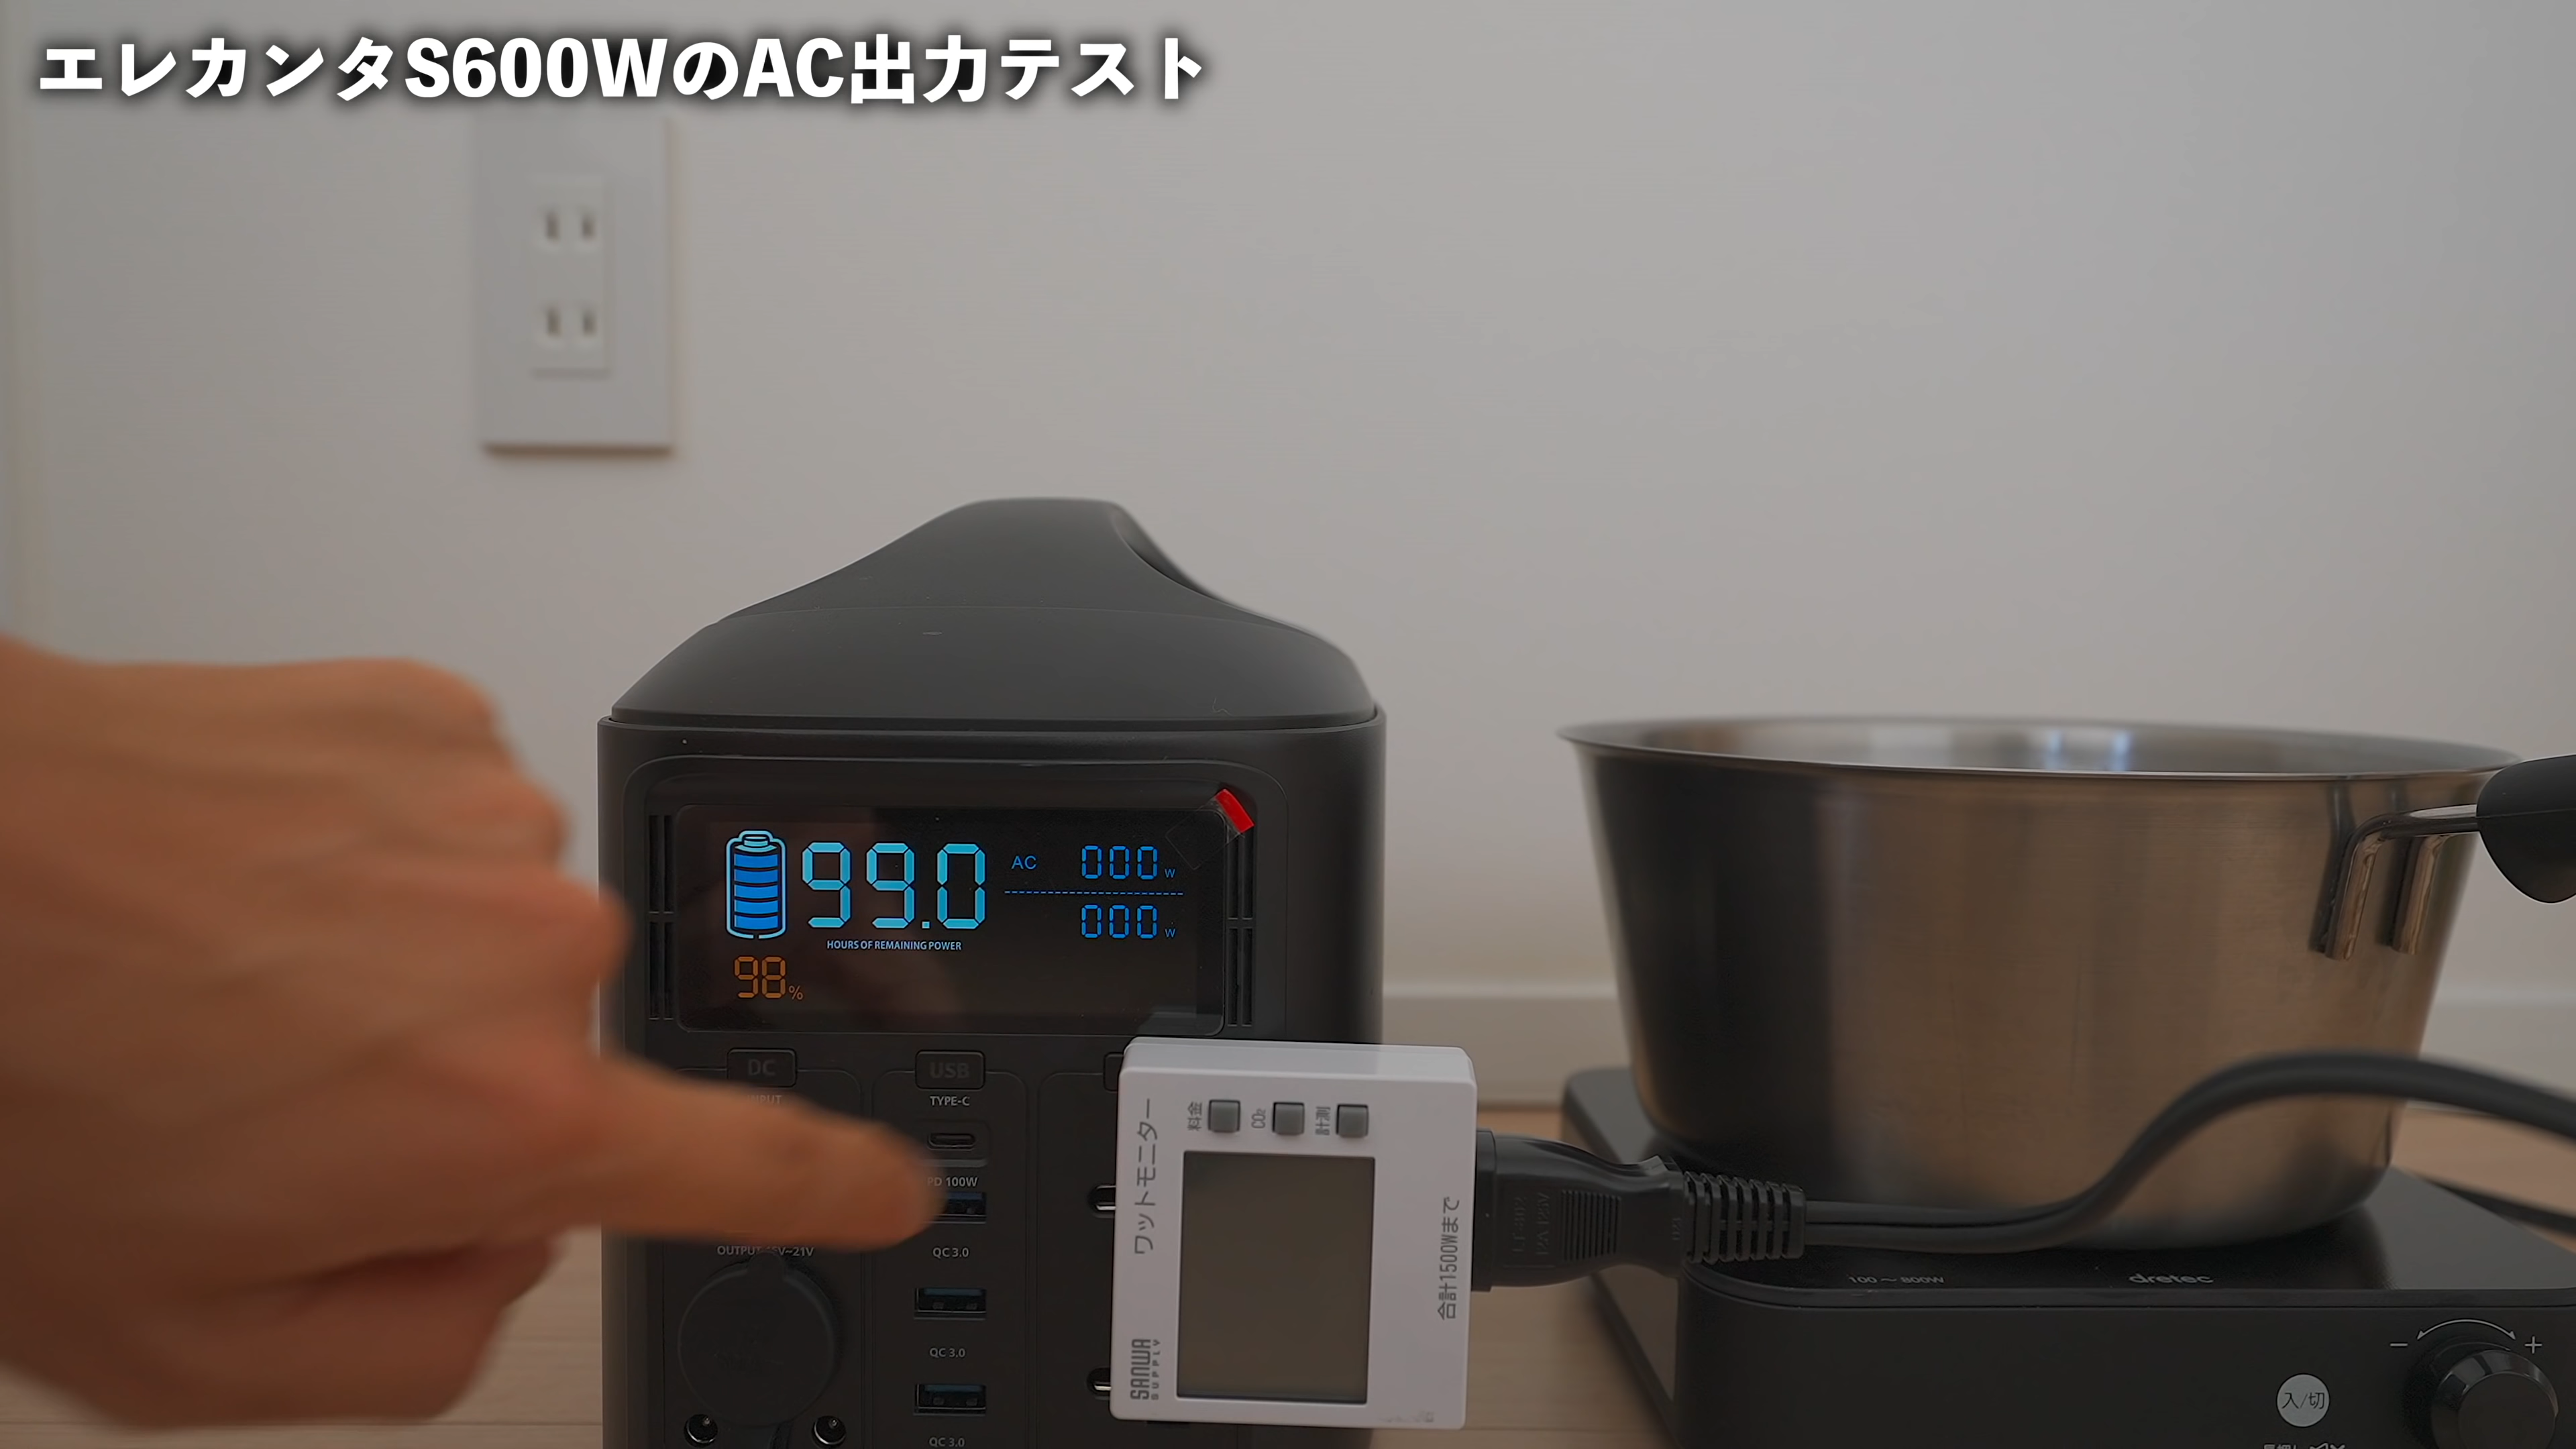 エレカンタS600WのAC出力テスト
99.0
AC 000 W
000 W
HOURS OF REMAINING POWER
98%
DC
USB
INPUT
TYPE-C
PD 100W
QC 3.0
QC 3.0
QC 3.0
料金
CO2
計測
ワットモニター
合計1500Wまで
SANWA
SUPPLY
100〜800W
dretec
− +
入/切